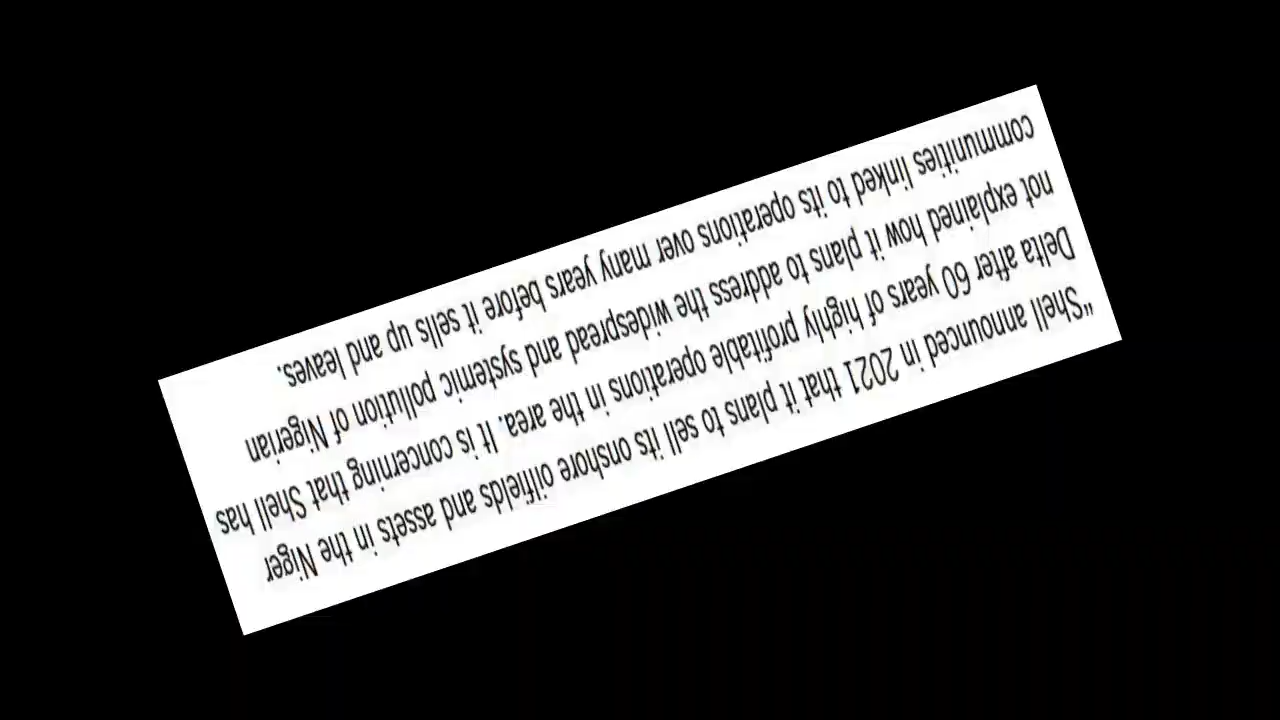 “Shell announced in 2021 that it plans to sell its onshore oilfields and assets in the Niger
Delta after 60 years of highly profitable operations in the area. It is concerning that Shell has
not explained how it plans to address the widespread and systemic pollution of Nigerian
communities linked to its operations over many years before it sells up and leaves.